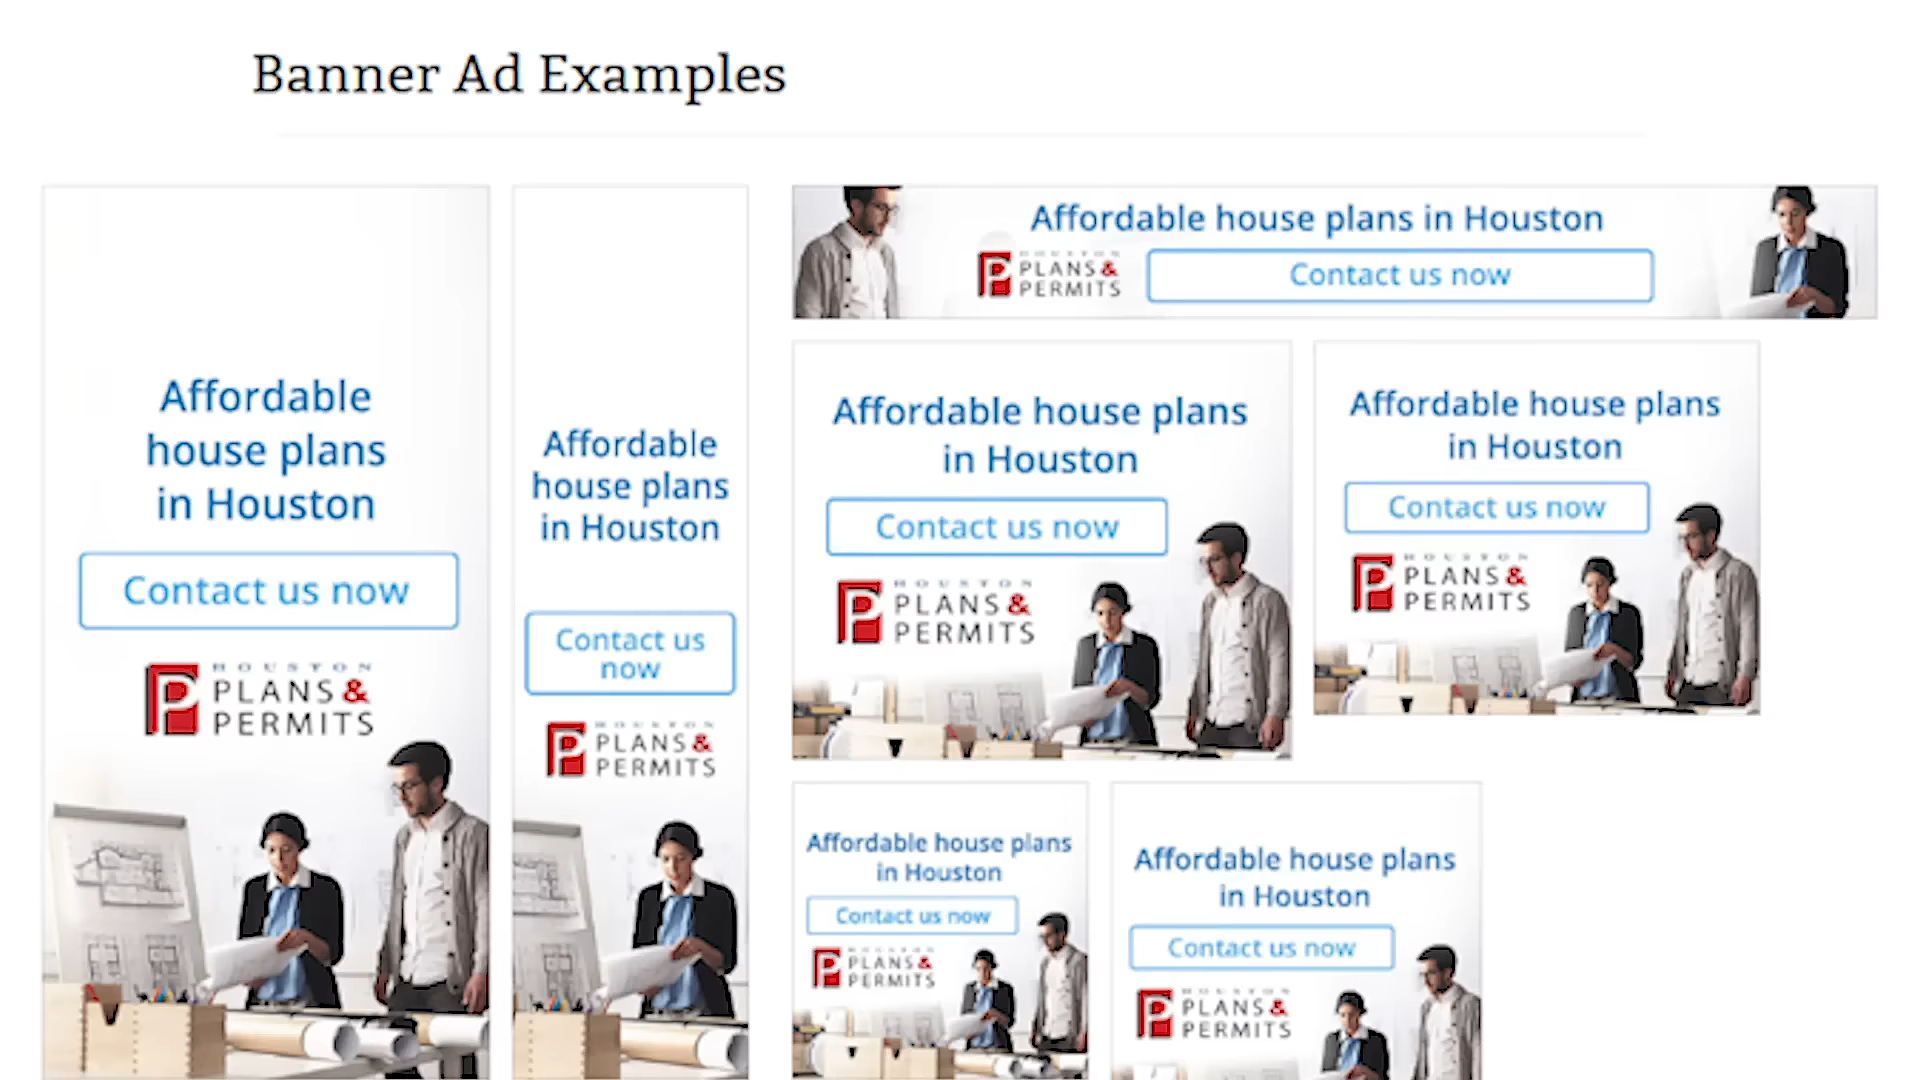 Banner Ad Examples
Affordable
house plans
in Houston
Contact us now
HOUSTON
PLANS &
PERMITS
Affordable
house plans
in Houston
Contact us
now
HOUSTON
PLANS &
PERMITS
Affordable house plans in Houston
HOUSTON
PLANS &
PERMITS
Contact us now
Affordable house plans
in Houston
Contact us now
HOUSTON
PLANS &
PERMITS
Affordable house plans
in Houston
Contact us now
HOUSTON
PLANS &
PERMITS
Affordable house plans
in Houston
Contact us now
HOUSTON
PLANS &
PERMITS
Affordable house plans
in Houston
Contact us now
HOUSTON
PLANS &
PERMITS